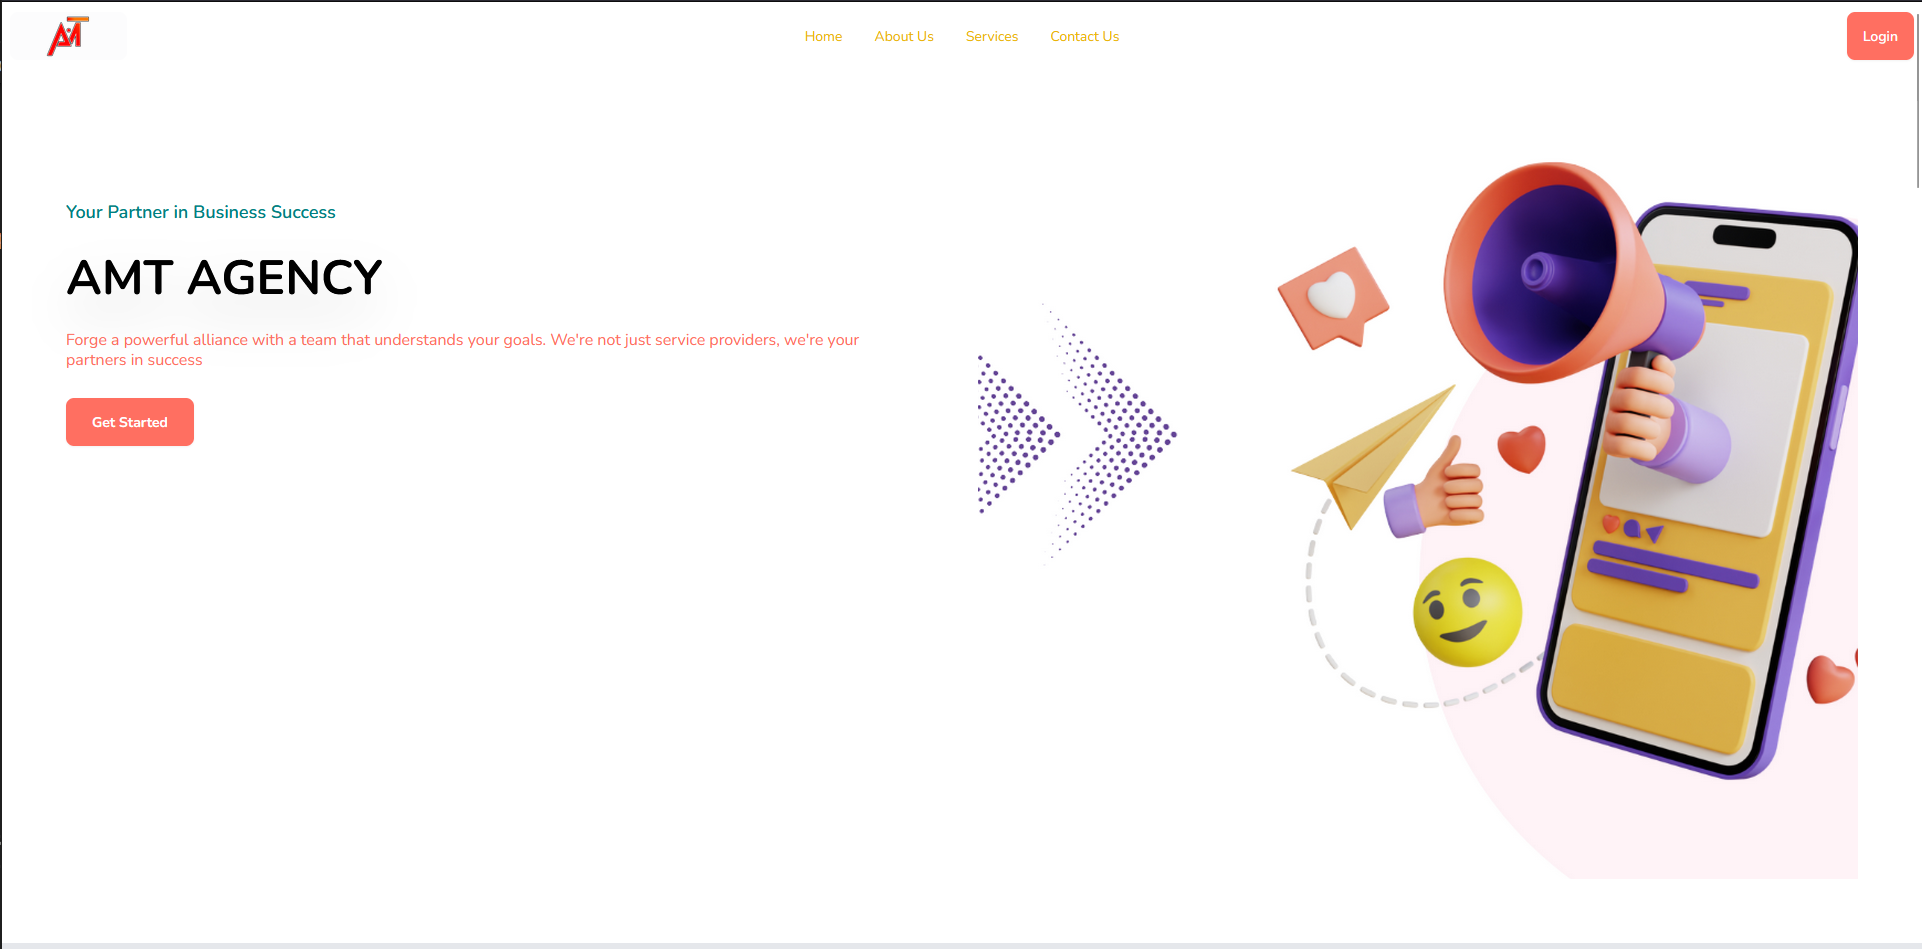 AMT
Home
About Us
Services
Contact Us
Login
Your Partner in Business Success
AMT AGENCY
Forge a powerful alliance with a team that understands your goals. We're not just service providers, we're your
partners in success
Get Started